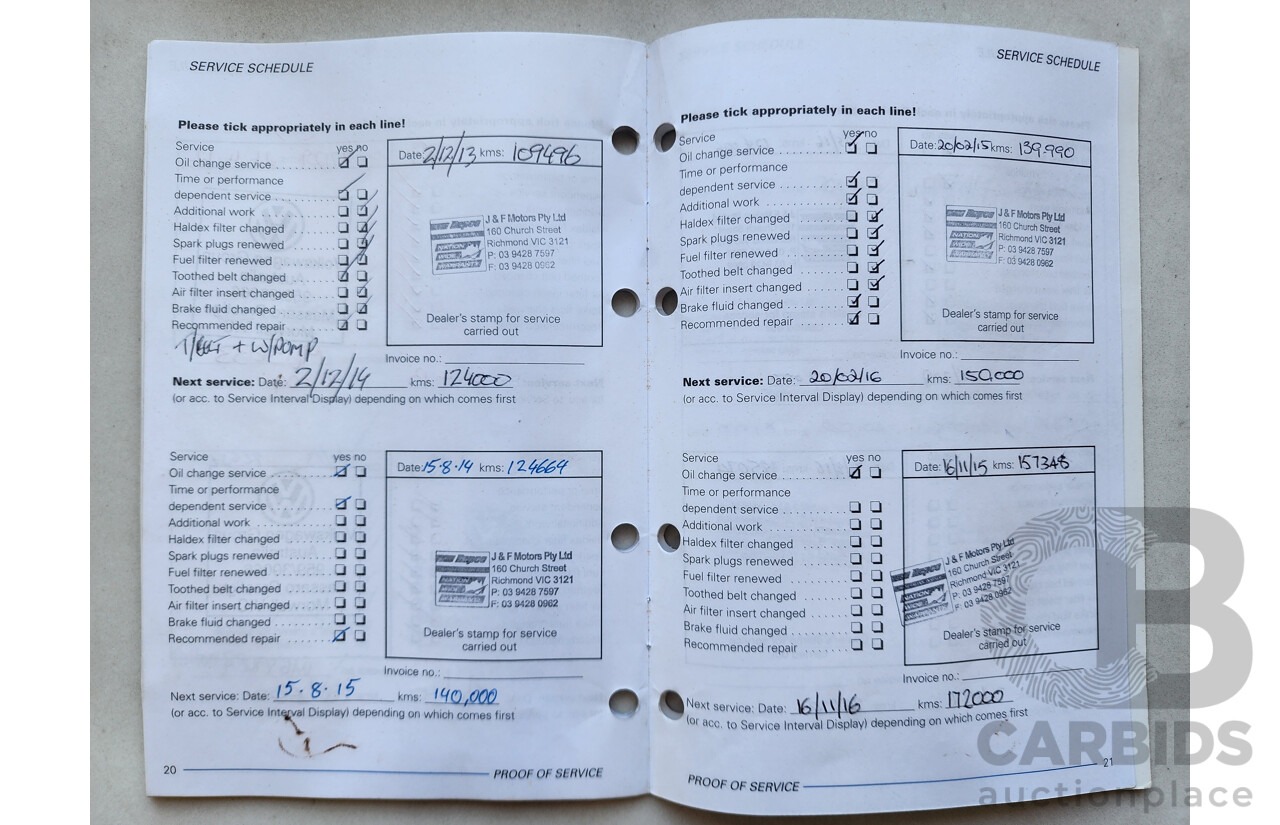 SERVICE SCHEDULE
Please tick appropriately in each line!
Service yes no
Oil change service
Time or performance
dependent service
Additional work
Haldex filter changed
Spark plugs renewed
Fuel filter renewed
Toothed belt changed
Air filter insert changed
Brake fluid changed
Recommended repair
T/BELT + W/PUMP
Date: 2/12/13 kms: 109496
J & F Motors Pty Ltd
160 Church Street
Richmond VIC 3121
P: 03 9428 7597
F: 03 9428 0962
Dealer's stamp for service
carried out
Invoice no.:
Next service: Date: 2/12/14 kms: 124000
(or acc. to Service Interval Display) depending on which comes first
Service yes no
Oil change service
Time or performance
dependent service
Additional work
Haldex filter changed
Spark plugs renewed
Fuel filter renewed
Toothed belt changed
Air filter insert changed
Brake fluid changed
Recommended repair
Date: 15.8.14 kms: 124664
Repco
NATION
WIDE
WARRANTY
J & F Motors Pty Ltd
160 Church Street
Richmond VIC 3121
P: 03 9428 7597
F: 03 9428 0962
Dealer's stamp for service
carried out
Invoice no.:
Next service: Date: 15.8.15 kms: 140,000
(or acc. to Service Interval Display) depending on which comes first
20 PROOF OF SERVICE
SERVICE SCHEDULE
Please tick appropriately in each line!
Service yes no
Oil change service
Time or performance
dependent service
Additional work
Haldex filter changed
Spark plugs renewed
Fuel filter renewed
Toothed belt changed
Air filter insert changed
Brake fluid changed
Recommended repair
Date: 20/02/15 kms: 139-990
Repco
NATION
WIDE
WARRANTY
J & F Motors Pty Ltd
160 Church Street
Richmond VIC 3121
P: 03 9428 7597
F: 03 9428 0962
Dealer's stamp for service
carried out
Invoice no.:
Next service: Date: 20/02/16 kms: 150,000
(or acc. to Service Interval Display) depending on which comes first
Service yes no
Oil change service
Time or performance
dependent service
Additional work
Haldex filter changed
Spark plugs renewed
Fuel filter renewed
Toothed belt changed
Air filter insert changed
Brake fluid changed
Recommended repair
Date: 16/11/15 kms: 157348
Repco
NATION
WIDE
WARRANTY
J & F Motors Pty Ltd
160 Church Street
Richmond VIC 3121
P: 03 9428 7597
F: 03 9428 0962
Dealer's stamp for service
carried out
Invoice no.:
Next service: Date: 16/11/16 kms: 172000
(or acc. to Service Interval Display) depending on which comes first
PROOF OF SERVICE 21
CB
CARBIDS
auctionplace